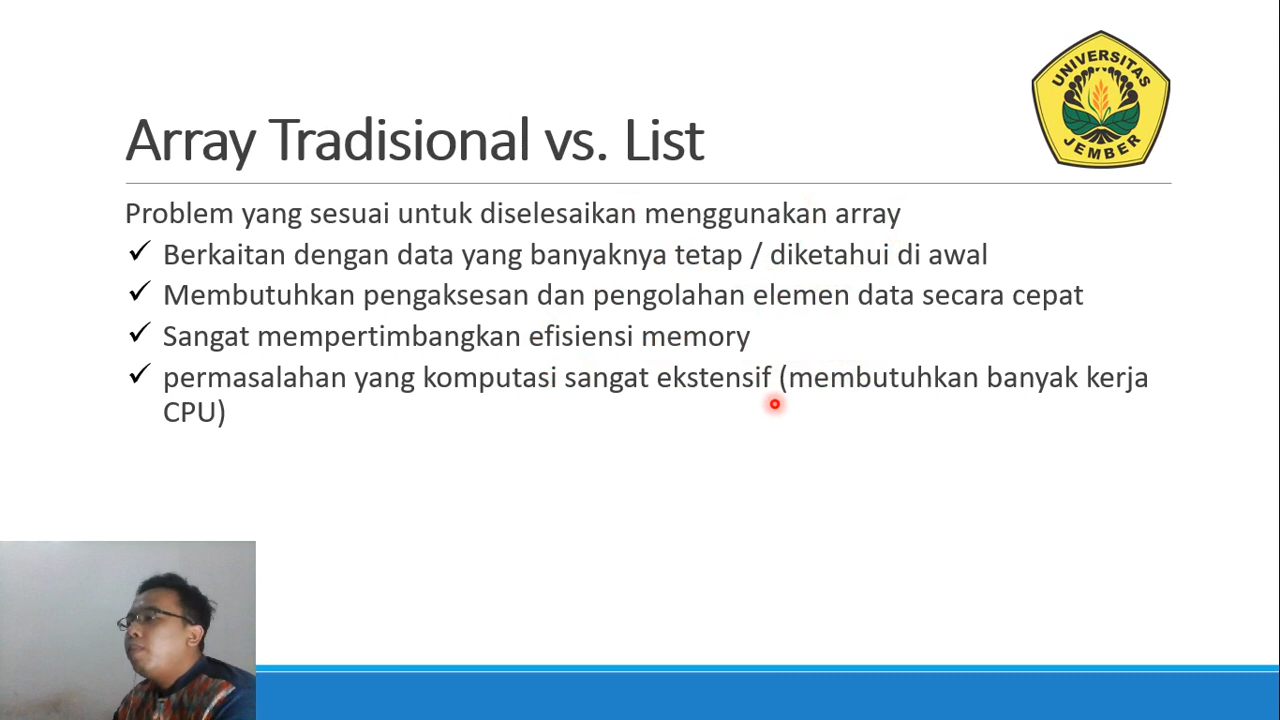 UNIVERSITAS
JEMBER
Array Tradisional vs. List
Problem yang sesuai untuk diselesaikan menggunakan array
✓ Berkaitan dengan data yang banyaknya tetap / diketahui di awal
✓ Membutuhkan pengaksesan dan pengolahan elemen data secara cepat
✓ Sangat mempertimbangkan efisiensi memory
✓ permasalahan yang komputasi sangat ekstensif (membutuhkan banyak kerja
CPU)